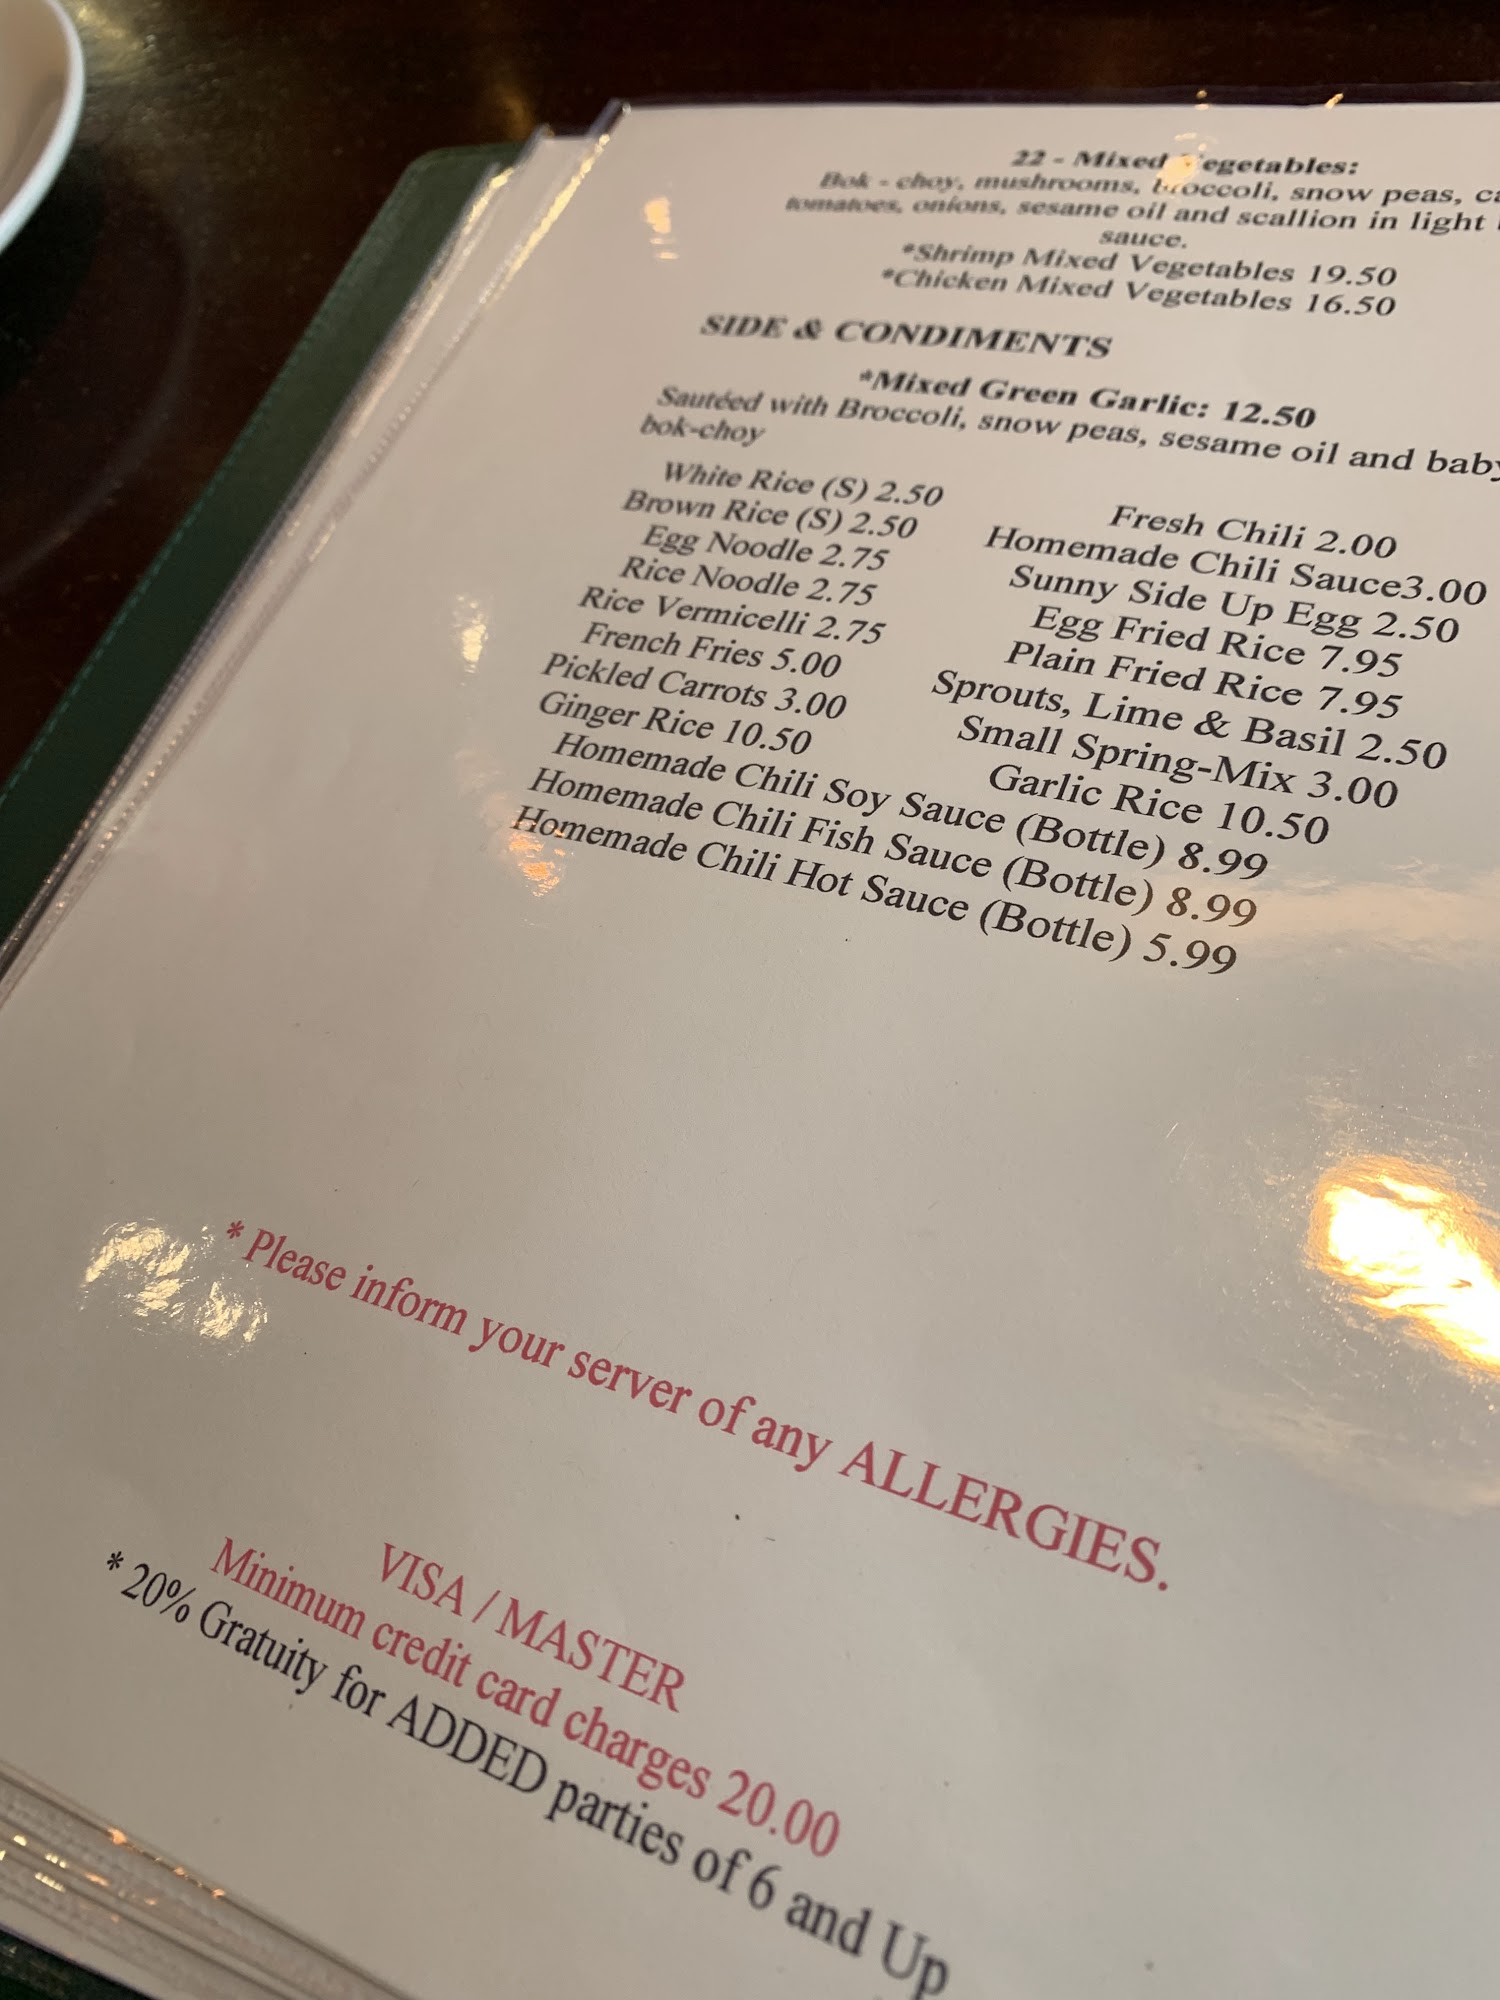 22 - Mixed Vegetables:
Bok - choy, mushrooms, broccoli, snow peas,
tomatoes, onions, sesame oil and scallion in light
sauce.
*Shrimp Mixed Vegetables 19.50
*Chicken Mixed Vegetables 16.50
SIDE & CONDIMENTS
*Mixed Green Garlic: 12.50
Sautéed with Broccoli, snow peas, sesame oil and baby
bok-choy
White Rice (S) 2.50
Brown Rice (S) 2.50
Egg Noodle 2.75
Rice Noodle 2.75
Rice Vermicelli 2.75
French Fries 5.00
Pickled Carrots 3.00
Ginger Rice 10.50
Fresh Chili 2.00
Homemade Chili Sauce3.00
Sunny Side Up Egg 2.50
Egg Fried Rice 7.95
Plain Fried Rice 7.95
Sprouts, Lime & Basil 2.50
Small Spring-Mix 3.00
Garlic Rice 10.50
Homemade Chili Soy Sauce (Bottle) 8.99
Homemade Chili Fish Sauce (Bottle) 8.99
Homemade Chili Hot Sauce (Bottle) 5.99
* Please inform your server of any ALLERGIES.
VISA / MASTER
Minimum credit card charges 20.00
* 20% Gratuity for ADDED parties of 6 and Up